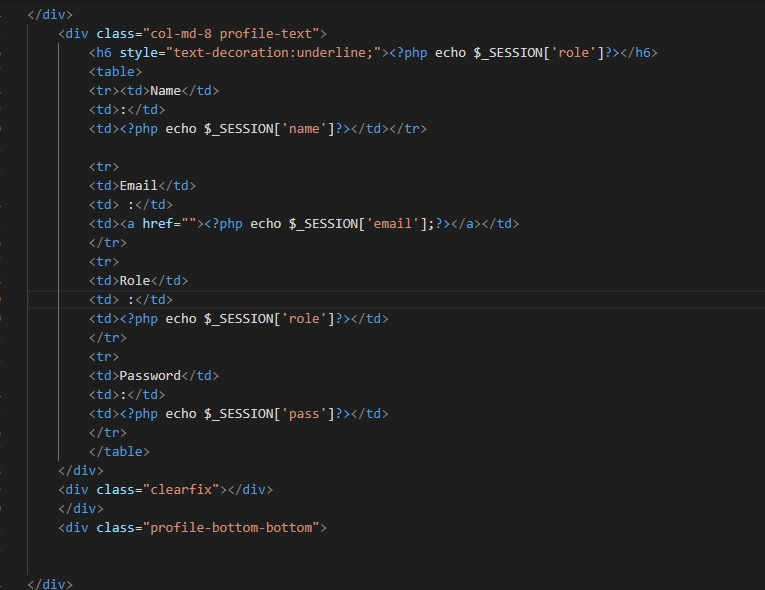 </div>
<div class="col-md-8 profile-text">
<h6 style="text-decoration:underline;"><?php echo $_SESSION['role']?></h6>
<table>
<tr><td>Name</td>
<td>:</td>
<td><?php echo $_SESSION['name']?></td></tr>
<tr>
<td>Email</td>
<td> :</td>
<td><a href=""><?php echo $_SESSION['email'];?></a></td>
</tr>
<tr>
<td>Role</td>
<td> :</td>
<td><?php echo $_SESSION['role']?></td>
</tr>
<tr>
<td>Password</td>
<td>:</td>
<td><?php echo $_SESSION['pass']?></td>
</tr>
</table>
</div>
<div class="clearfix"></div>
</div>
<div class="profile-bottom-bottom">
</div>